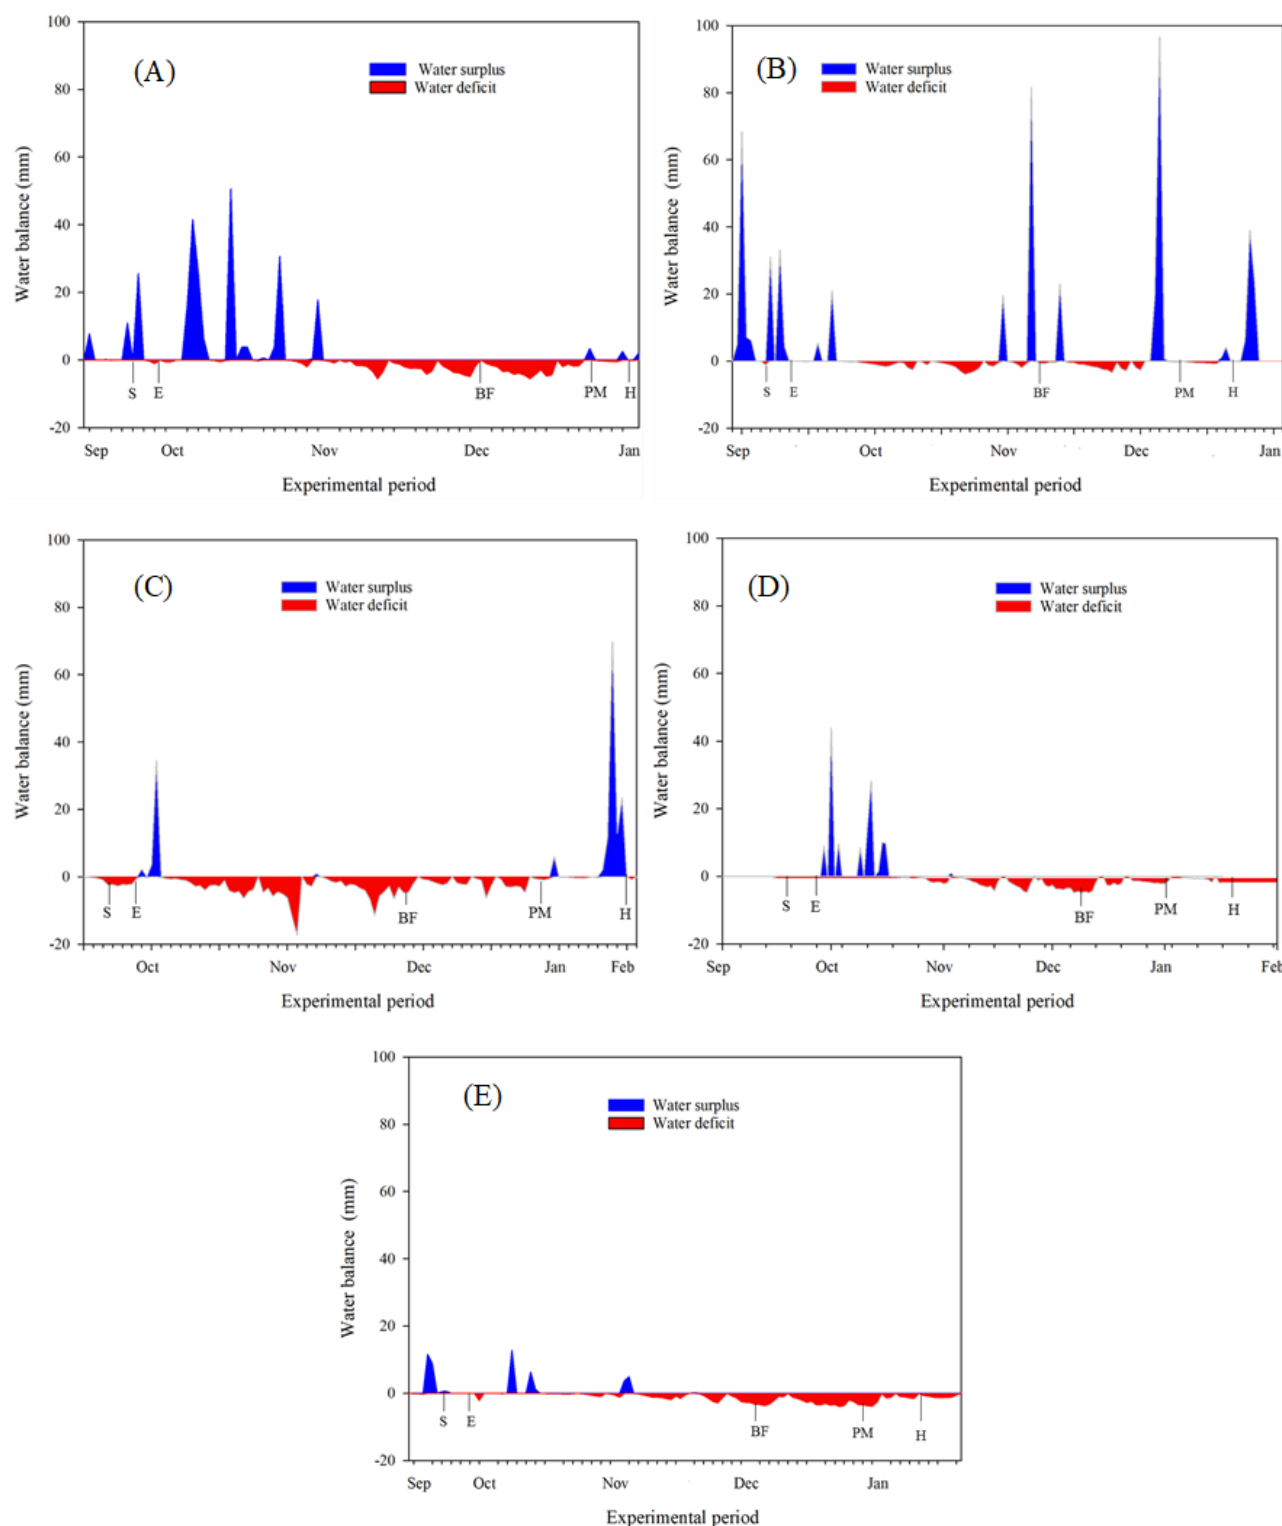 100
80
60
40
20
0
-20
Water balance (mm)
(A)
Water surplus
Water deficit
S
E
BF
PM
H
Sep
Oct
Nov
Dec
Jan
Experimental period
100
80
60
40
20
0
-20
Water balance (mm)
(B)
Water surplus
Water deficit
S
E
BF
PM
H
Sep
Oct
Nov
Dec
Jan
Experimental period
100
80
60
40
20
0
-20
Water balance (mm)
(C)
Water surplus
Water deficit
S
E
BF
PM
H
Oct
Nov
Dec
Jan
Feb
Experimental period
100
80
60
40
20
0
-20
Water balance (mm)
(D)
Water surplus
Water deficit
S
E
BF
PM
H
Sep
Oct
Nov
Dec
Jan
Feb
Experimental period
100
80
60
40
20
0
-20
Water balance (mm)
(E)
Water surplus
Water deficit
S
E
BF
PM
H
Sep
Oct
Nov
Dec
Jan
Experimental period